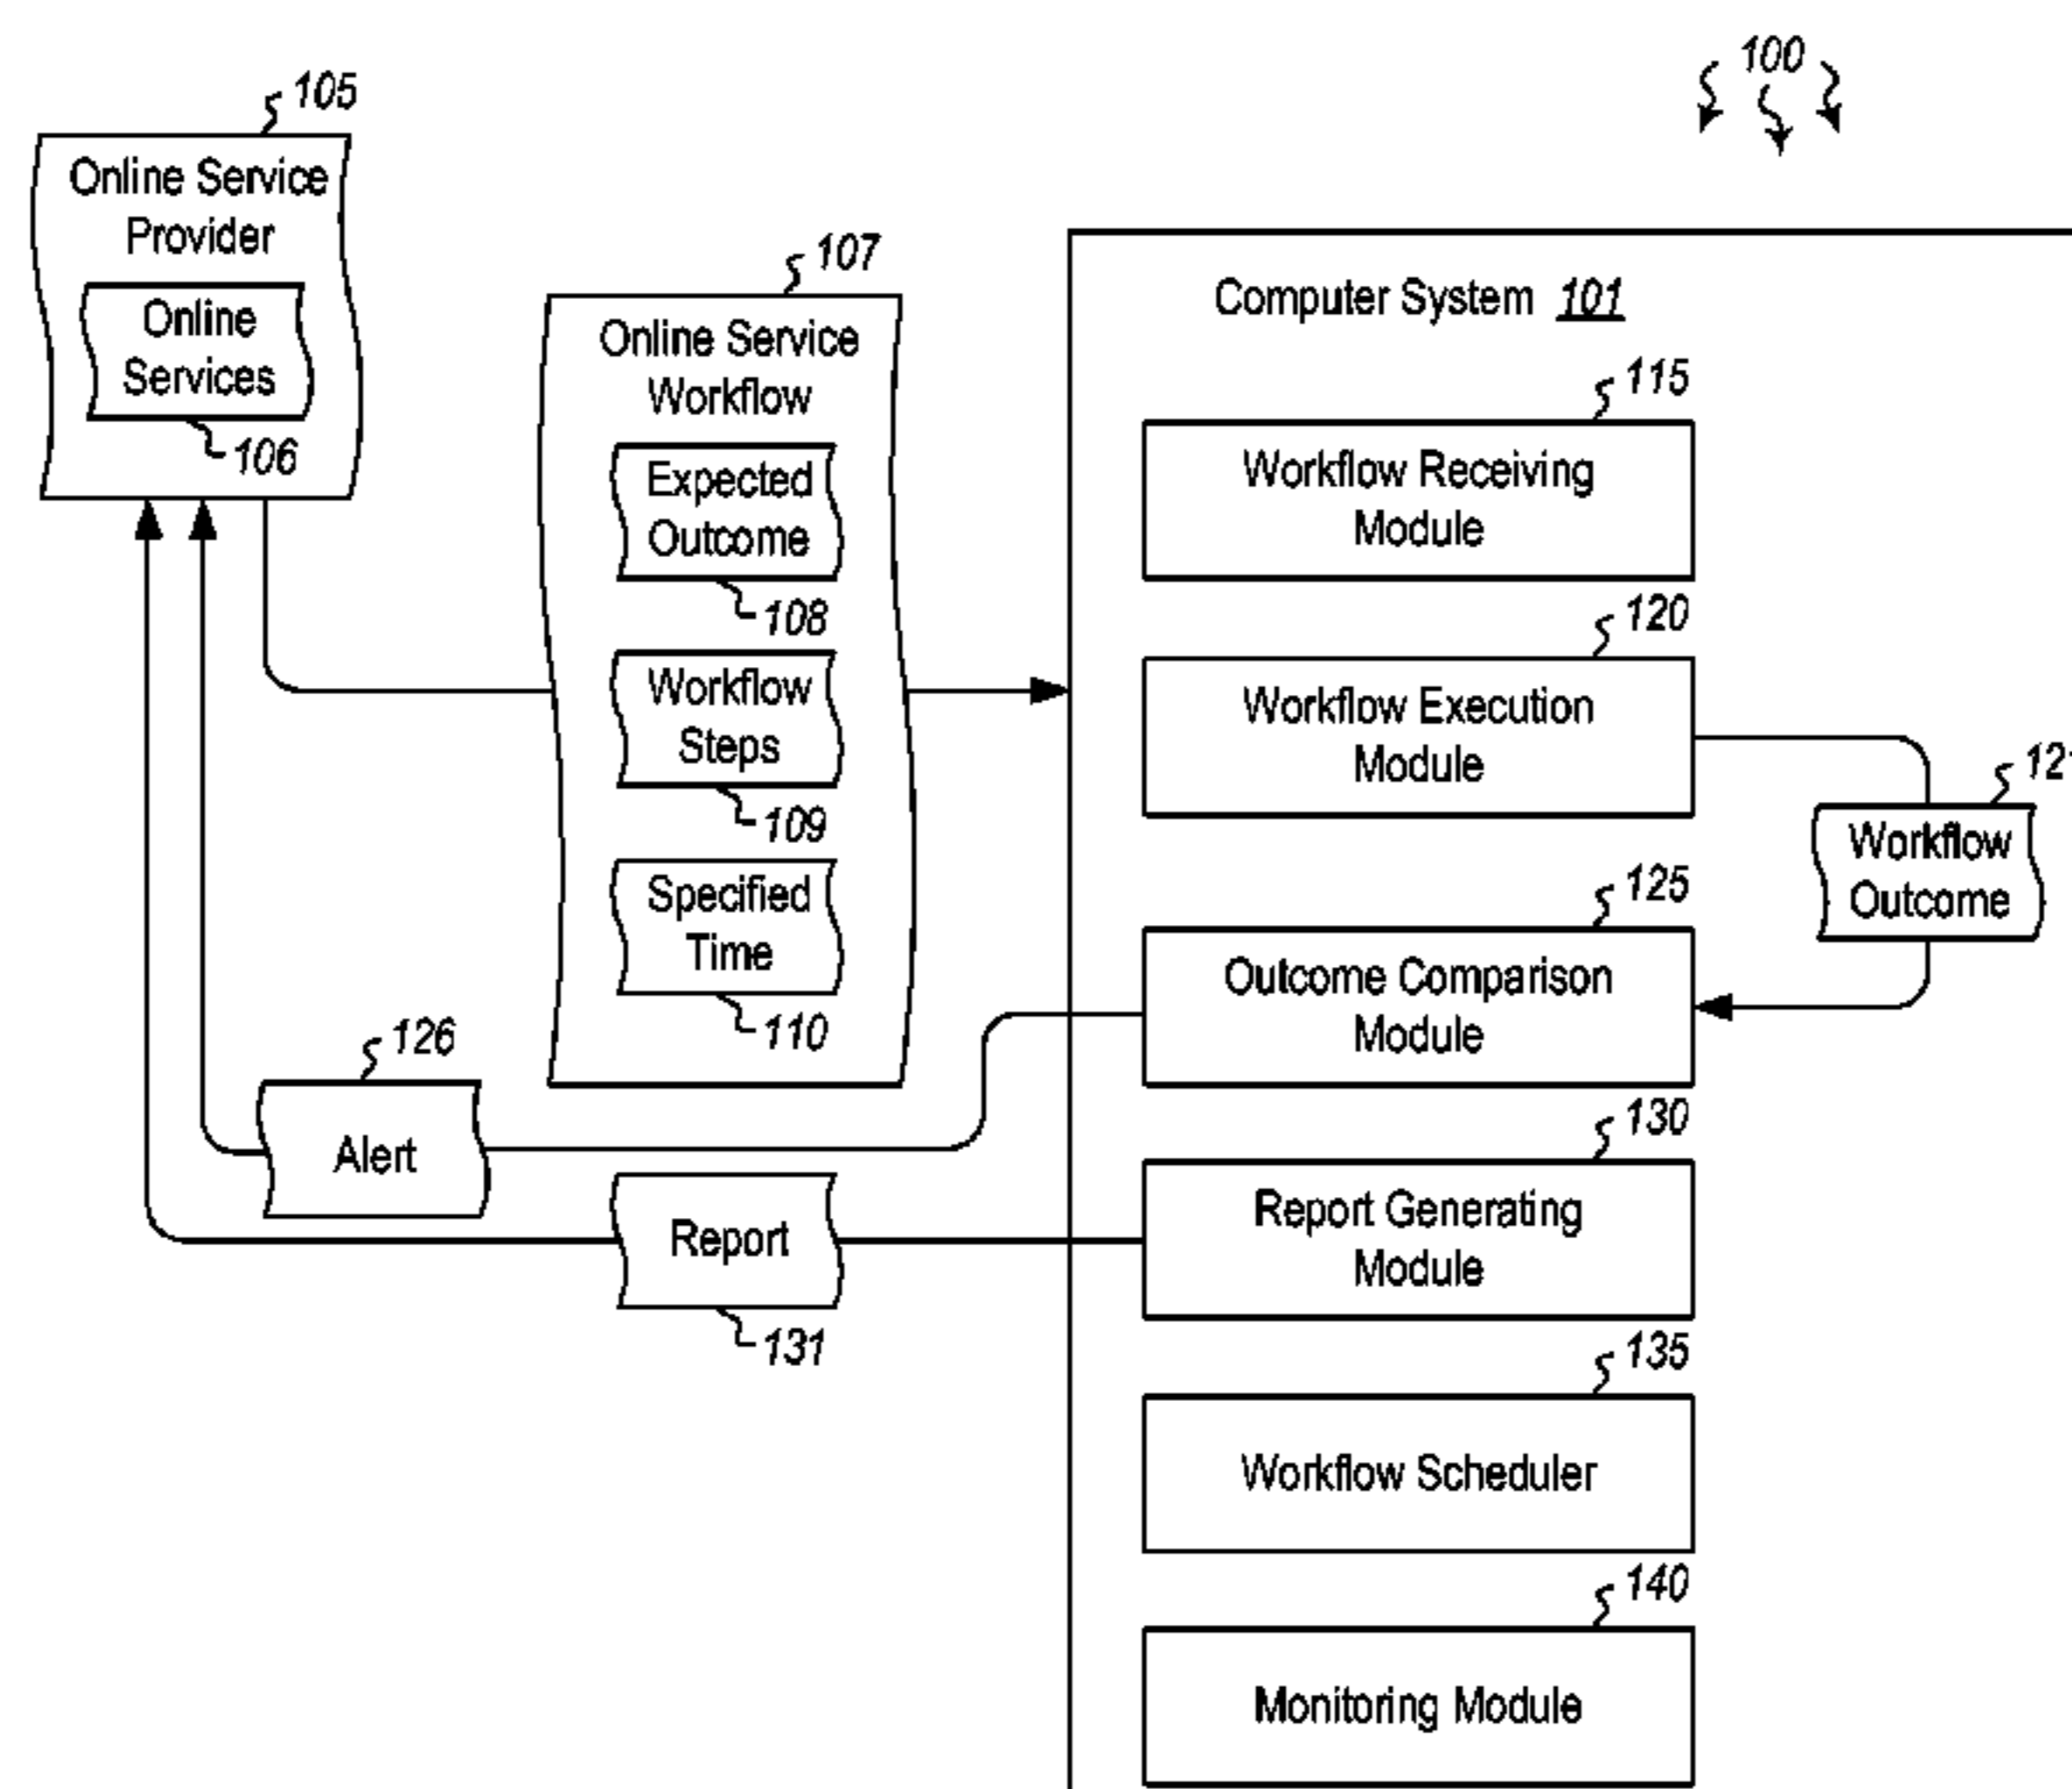 100
105
Online Service
Provider
Online
Services
106
107
Online Service
Workflow
Expected
Outcome
108
Workflow
Steps
109
Specified
Time
110
Computer System 101
115
Workflow Receiving
Module
120
Workflow Execution
Module
Workflow
Outcome
125
Outcome Comparison
Module
126
Alert
130
Report Generating
Module
Report
131
135
Workflow Scheduler
140
Monitoring Module